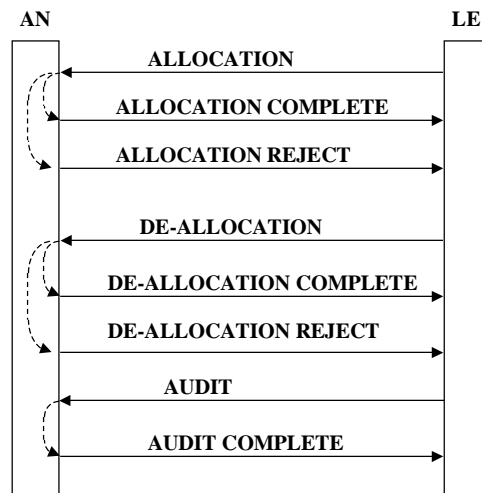 AN LE
ALLOCATION
ALLOCATION COMPLETE
ALLOCATION REJECT
DE-ALLOCATION
DE-ALLOCATION COMPLETE
DE-ALLOCATION REJECT
AUDIT
AUDIT COMPLETE